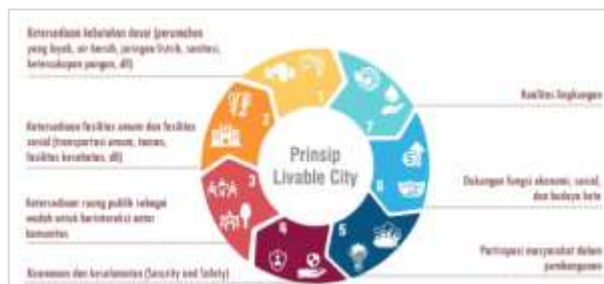 Ketersediaan kebutuhan dasar (perumahan
yang layak, air bersih, jaringan listrik, sanitasi,
ketercukupan pangan, dll)
Ketersediaan fasilitas umum dan fasilitas
sosial (transportasi umum, taman,
fasilitas kesehatan, dll)
Ketersediaan ruang publik sebagai
wadah untuk berinteraksi antar
komunitas
Keamanan dan keselamatan (Security and Safety)
1
2
3
4
5
6
7
Prinsip
Livable City
Kualitas lingkungan
Dukungan fungsi ekonomi, sosial,
dan budaya kota
Partisipasi masyarakat dalam
pembangunan